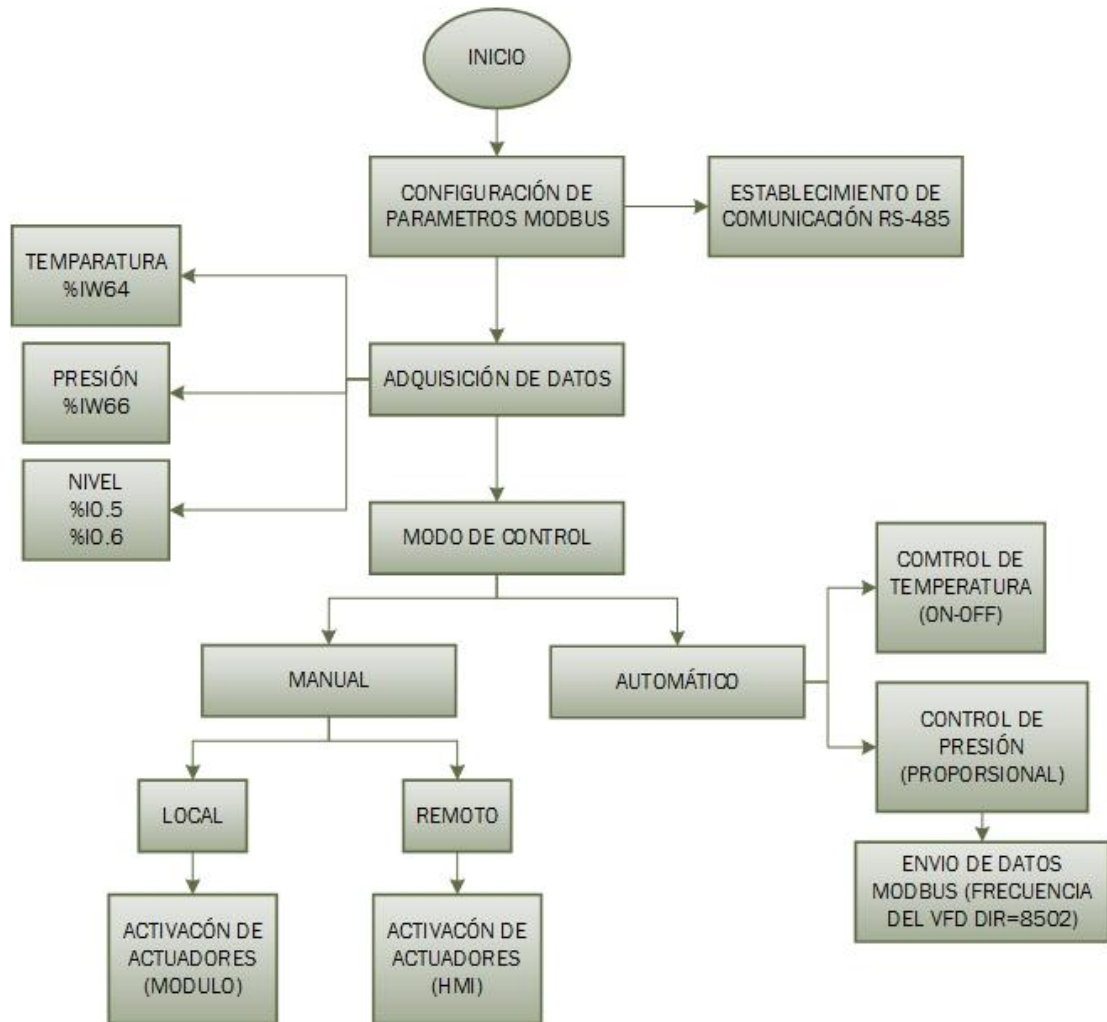 INICIO
CONFIGURACIÓN DE
PARAMETROS MODBUS
ESTABLECIMIENTO DE
COMUNICACIÓN RS-485
TEMPARATURA
%IW64
PRESIÓN
%IW66
NIVEL
%I0.5
%I0.6
ADQUISICIÓN DE DATOS
MODO DE CONTROL
MANUAL
AUTOMÁTICO
COMTROL DE
TEMPERATURA
(ON-OFF)
CONTROL DE
PRESIÓN
(PROPORSIONAL)
LOCAL
REMOTO
ENVIO DE DATOS
MODBUS (FRECUENCIA
DEL VFD DIR=8502)
ACTIVACÓN DE
ACTUADORES
(MODULO)
ACTIVACÓN DE
ACTUADORES
(HMI)